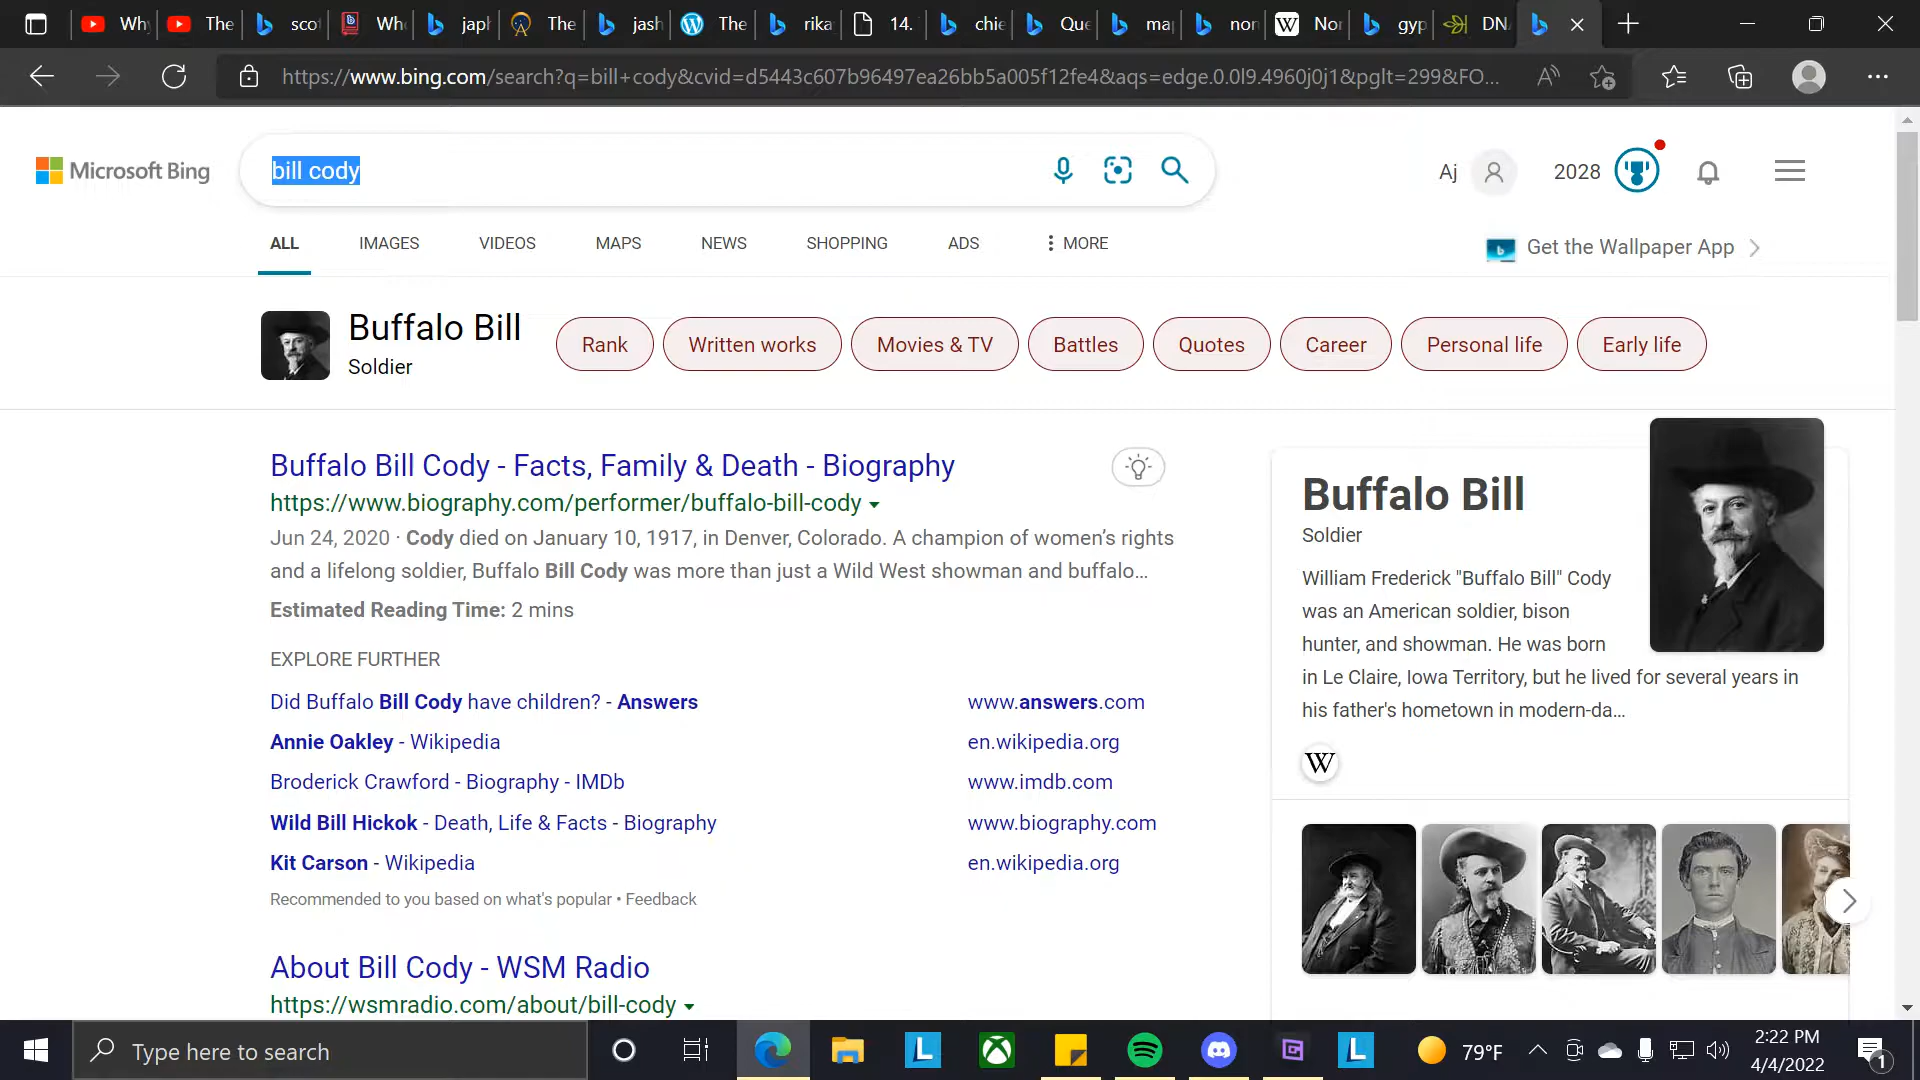 Why
The
scot
Who
japh
The
jash
The
rika
14.
chie
Que
map
nor
Nor
gyp
DNA
https://www.bing.com/search?q=bill+cody&cvid=d5443c607b96497ea26bb5a005f12fe4&aqs=edge.0.0l9.4960j0j1&pglt=299&FO...
Microsoft Bing
bill cody
Aj
2028
ALL
IMAGES
VIDEOS
MAPS
NEWS
SHOPPING
ADS
MORE
Get the Wallpaper App
Buffalo Bill
Soldier
Rank
Written works
Movies & TV
Battles
Quotes
Career
Personal life
Early life
Buffalo Bill Cody - Facts, Family & Death - Biography
https://www.biography.com/performer/buffalo-bill-cody
Jun 24, 2020 · Cody died on January 10, 1917, in Denver, Colorado. A champion of women's rights
and a lifelong soldier, Buffalo Bill Cody was more than just a Wild West showman and buffalo...
Estimated Reading Time: 2 mins
EXPLORE FURTHER
Did Buffalo Bill Cody have children? - Answers www.answers.com
Annie Oakley - Wikipedia en.wikipedia.org
Broderick Crawford - Biography - IMDb www.imdb.com
Wild Bill Hickok - Death, Life & Facts - Biography www.biography.com
Kit Carson - Wikipedia en.wikipedia.org
Recommended to you based on what's popular • Feedback
About Bill Cody - WSM Radio
https://wsmradio.com/about/bill-cody
Buffalo Bill
Soldier
William Frederick "Buffalo Bill" Cody
was an American soldier, bison
hunter, and showman. He was born
in Le Claire, Iowa Territory, but he lived for several years in
his father's hometown in modern-da...
W
Type here to search
79°F
2:22 PM
4/4/2022
1